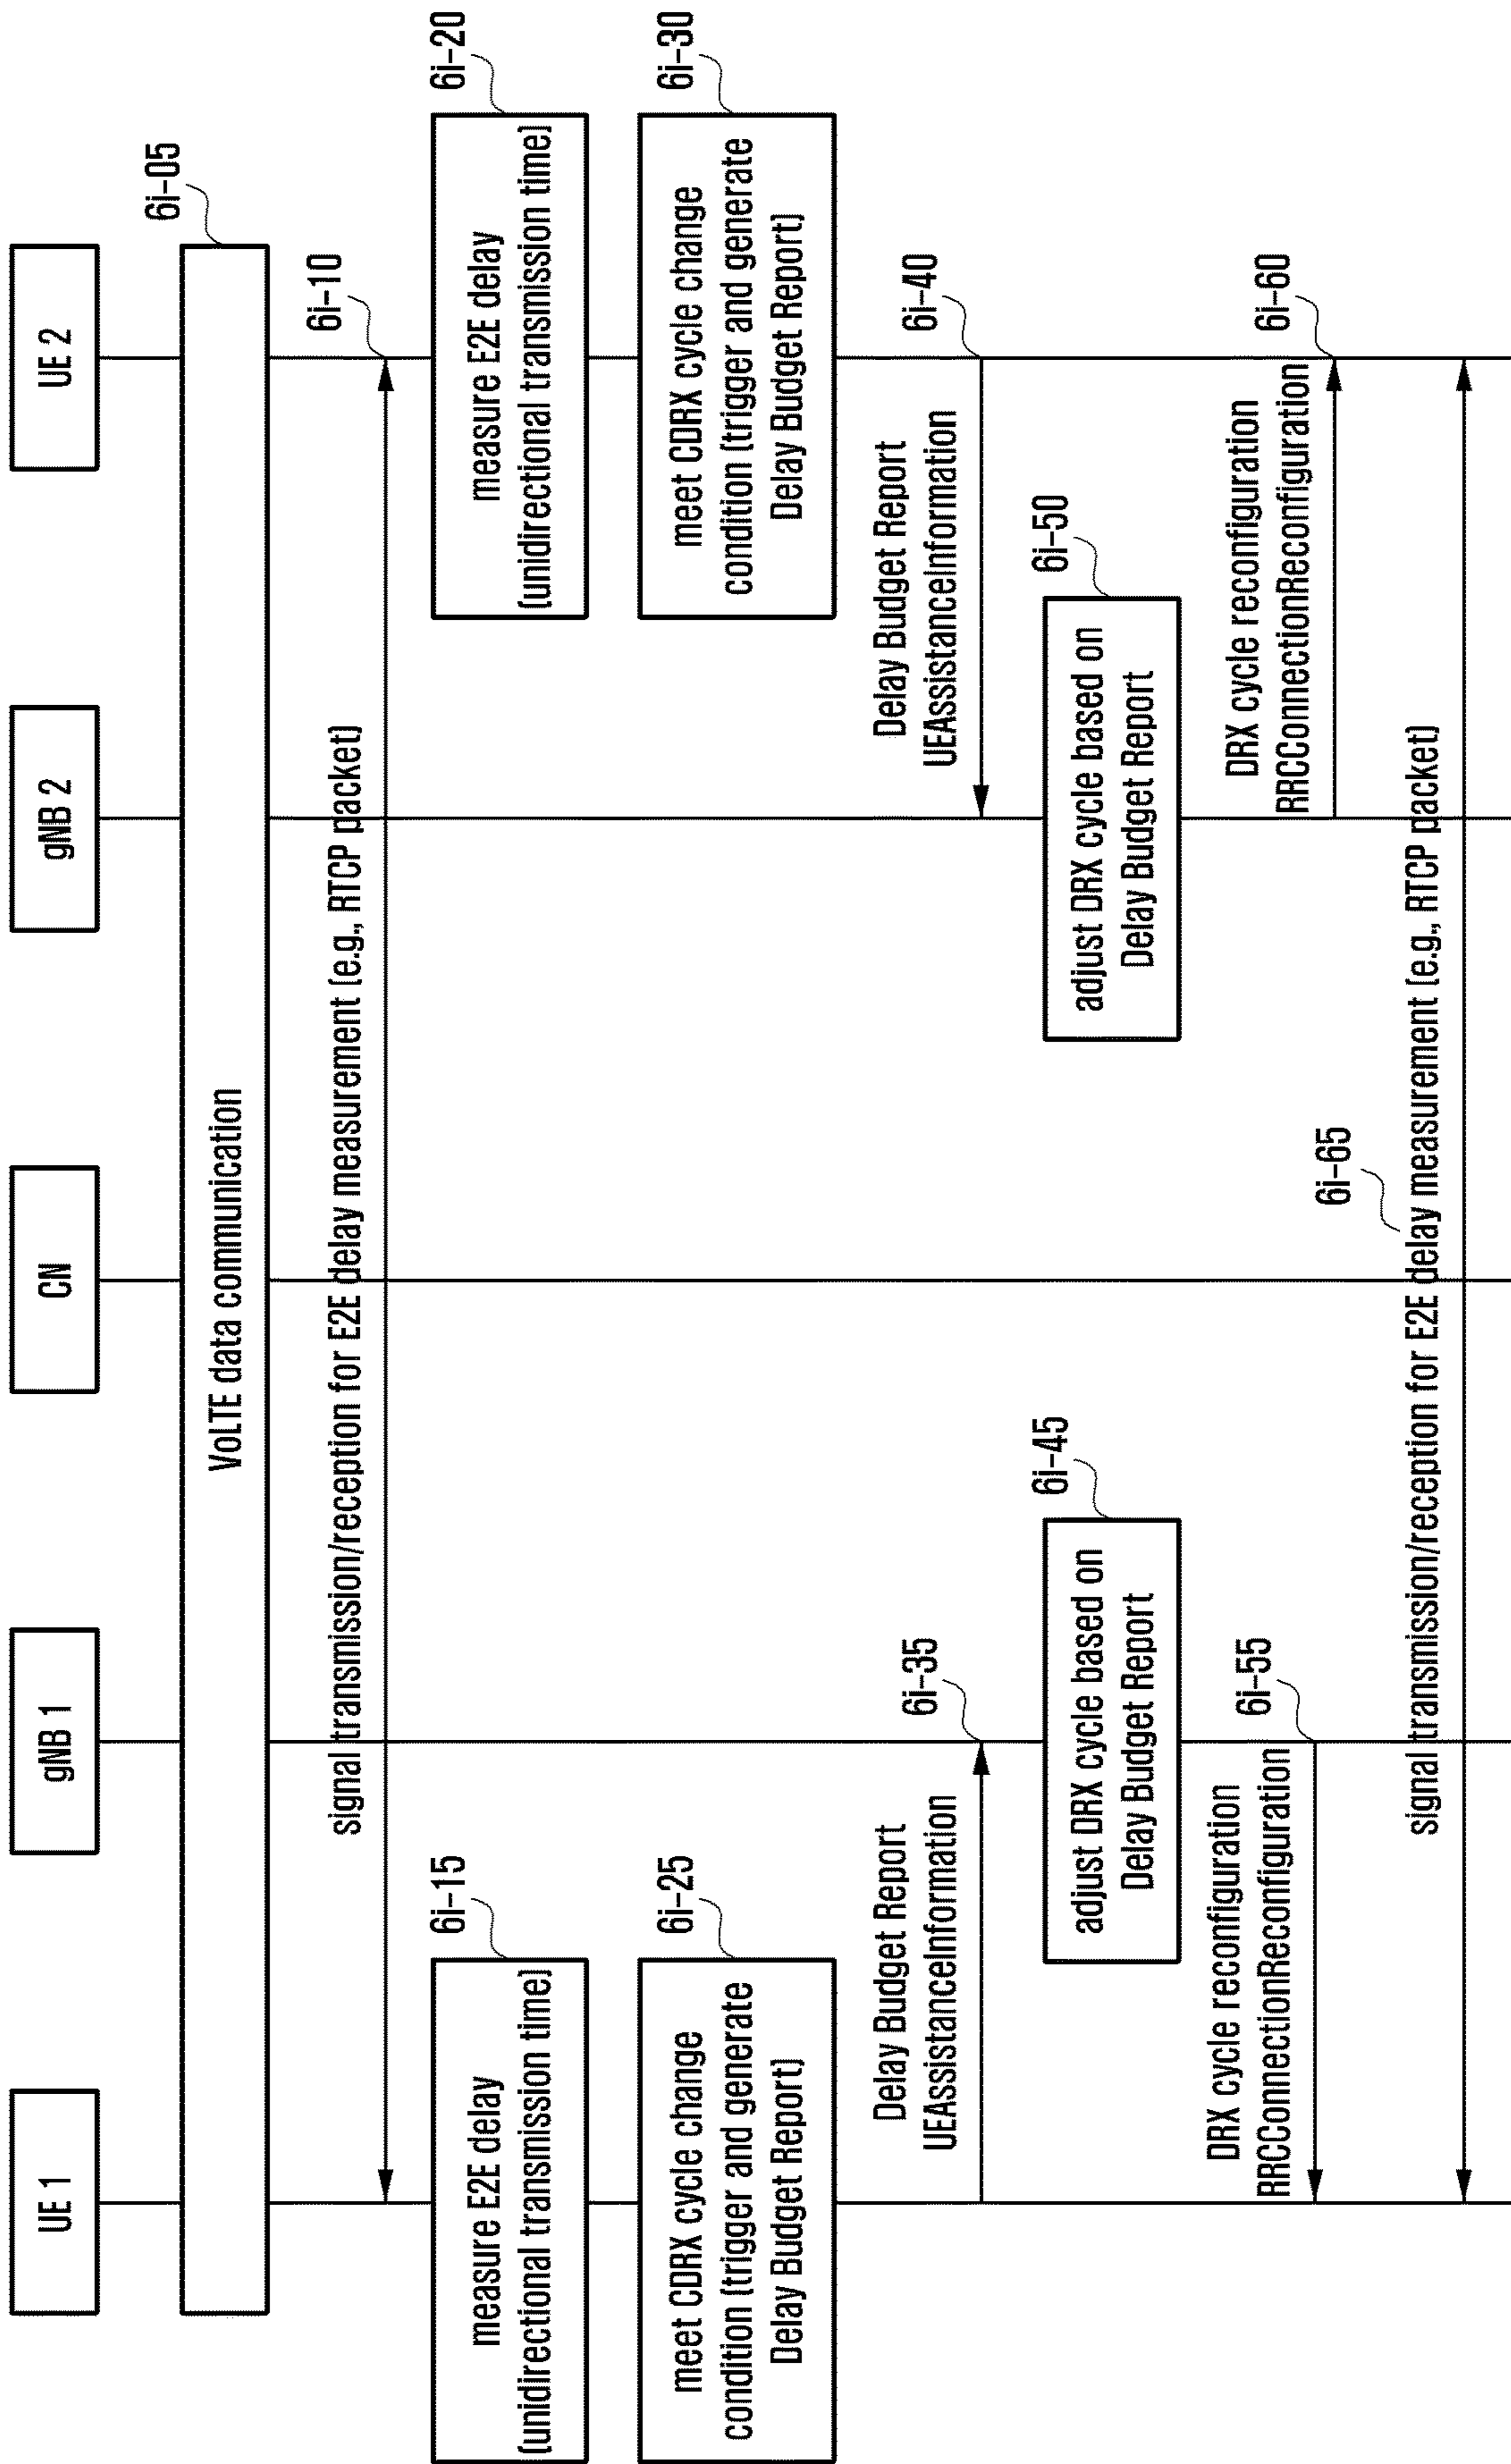 UE 1
gNB 1
CN
gNB 2
UE 2
6i-05
VoLTE data communication
6i-10
signal transmission/reception for E2E delay measurement (e.g., RTCP packet)
6i-15
measure E2E delay
(unidirectional transmission time)
6i-20
measure E2E delay
(unidirectional transmission time)
6i-25
meet CDRX cycle change
condition (trigger and generate
Delay Budget Report)
6i-30
meet CDRX cycle change
condition (trigger and generate
Delay Budget Report)
Delay Budget Report
UEAssistanceInformation
6i-35
Delay Budget Report
UEAssistanceInformation
6i-40
6i-45
adjust DRX cycle based on
Delay Budget Report
6i-50
adjust DRX cycle based on
Delay Budget Report
DRX cycle reconfiguration
RRCConnectionReconfiguration
6i-55
DRX cycle reconfiguration
RRCConnectionReconfiguration
6i-60
6i-65
signal transmission/reception for E2E delay measurement (e.g., RTCP packet)